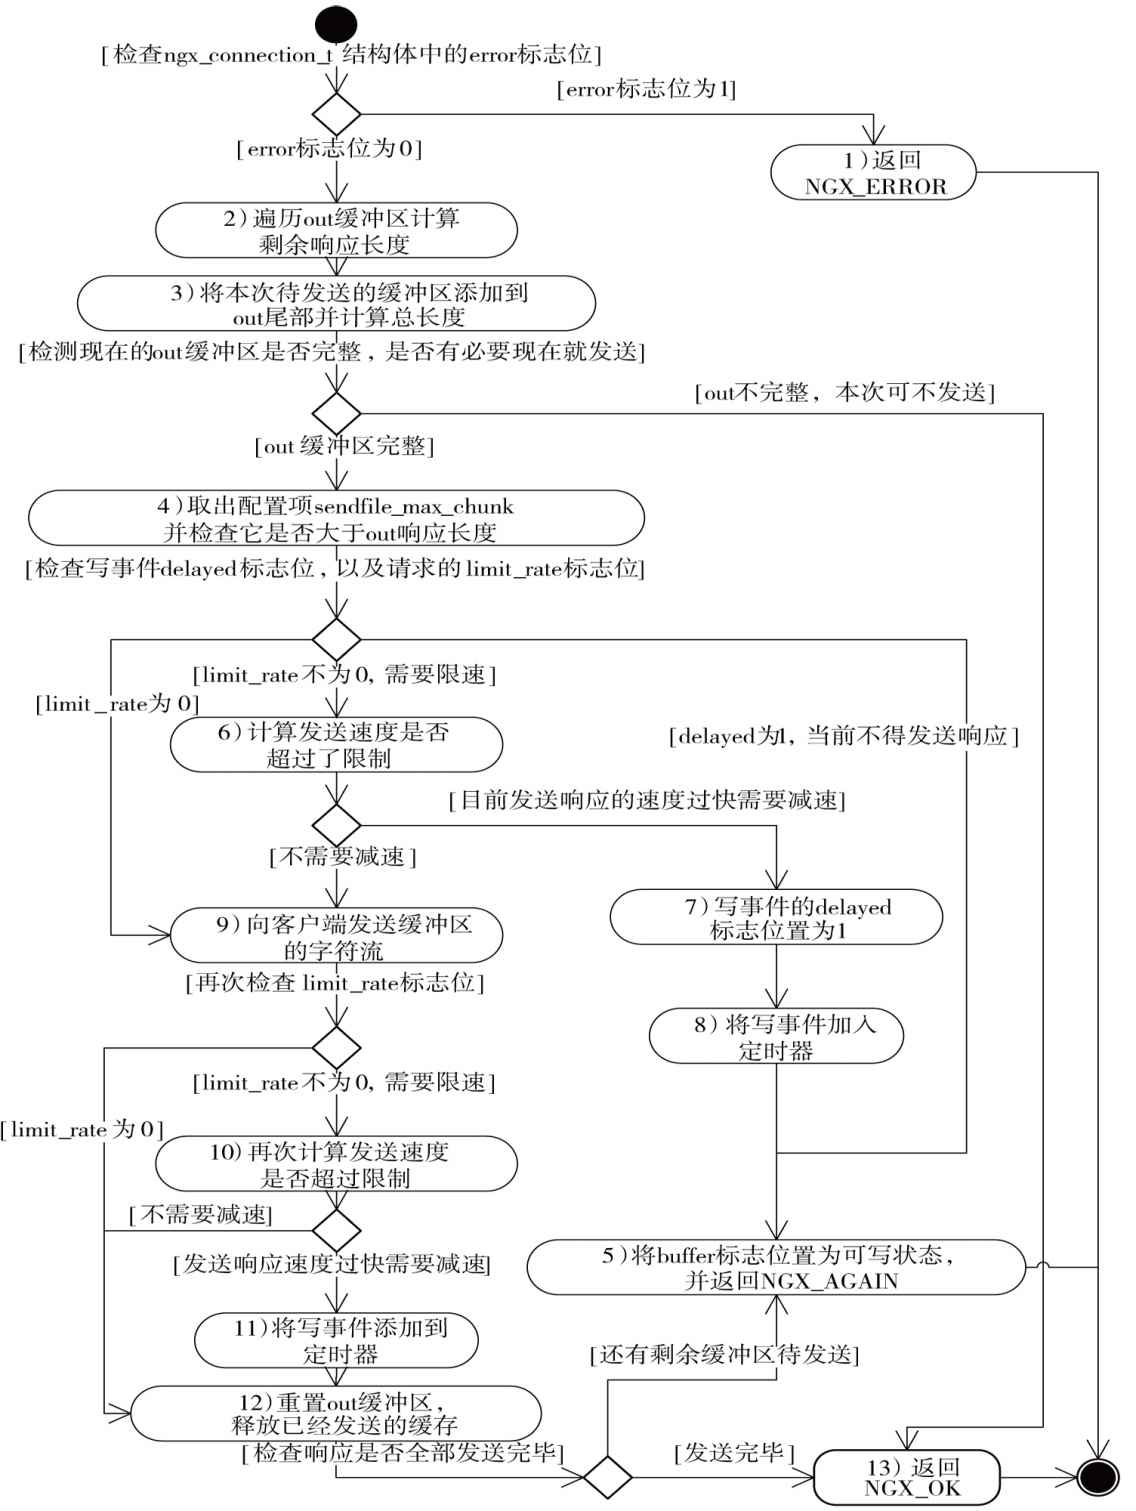 [检查ngx_connection_t 结构体中的error标志位]
[error标志位为1]
[error标志位为0]
1)返回
NGX_ERROR
2)遍历out缓冲区计算
剩余响应长度
3)将本次待发送的缓冲区添加到
out尾部并计算总长度
[检测现在的out缓冲区是否完整，是否有必要现在就发送]
[out不完整，本次可不发送]
[out 缓冲区完整]
4)取出配置项sendfile_max_chunk
并检查它是否大于out响应长度
[检查写事件delayed标志位，以及请求的limit_rate标志位]
[limit_rate不为0，需要限速]
[limit_rate为 0]
6)计算发送速度是否
超过了限制
[delayed为1，当前不得发送响应]
[目前发送响应的速度过快需要减速]
[不需要减速]
7)写事件的delayed
标志位置为1
9)向客户端发送缓冲区
的字符流
[再次检查 limit_rate标志位]
8)将写事件加入
定时器
[limit_rate不为0，需要限速]
[limit_rate 为 0]
10)再次计算发送速度
是否超过限制
[不需要减速]
[发送响应速度过快需要减速]
5)将buffer标志位置为可写状态，
并返回NGX_AGAIN
11)将写事件添加到
定时器
[还有剩余缓冲区待发送]
12)重置out缓冲区，
释放已经发送的缓存
[检查响应是否全部发送完毕]
[发送完毕]
13) 返回
NGX_OK